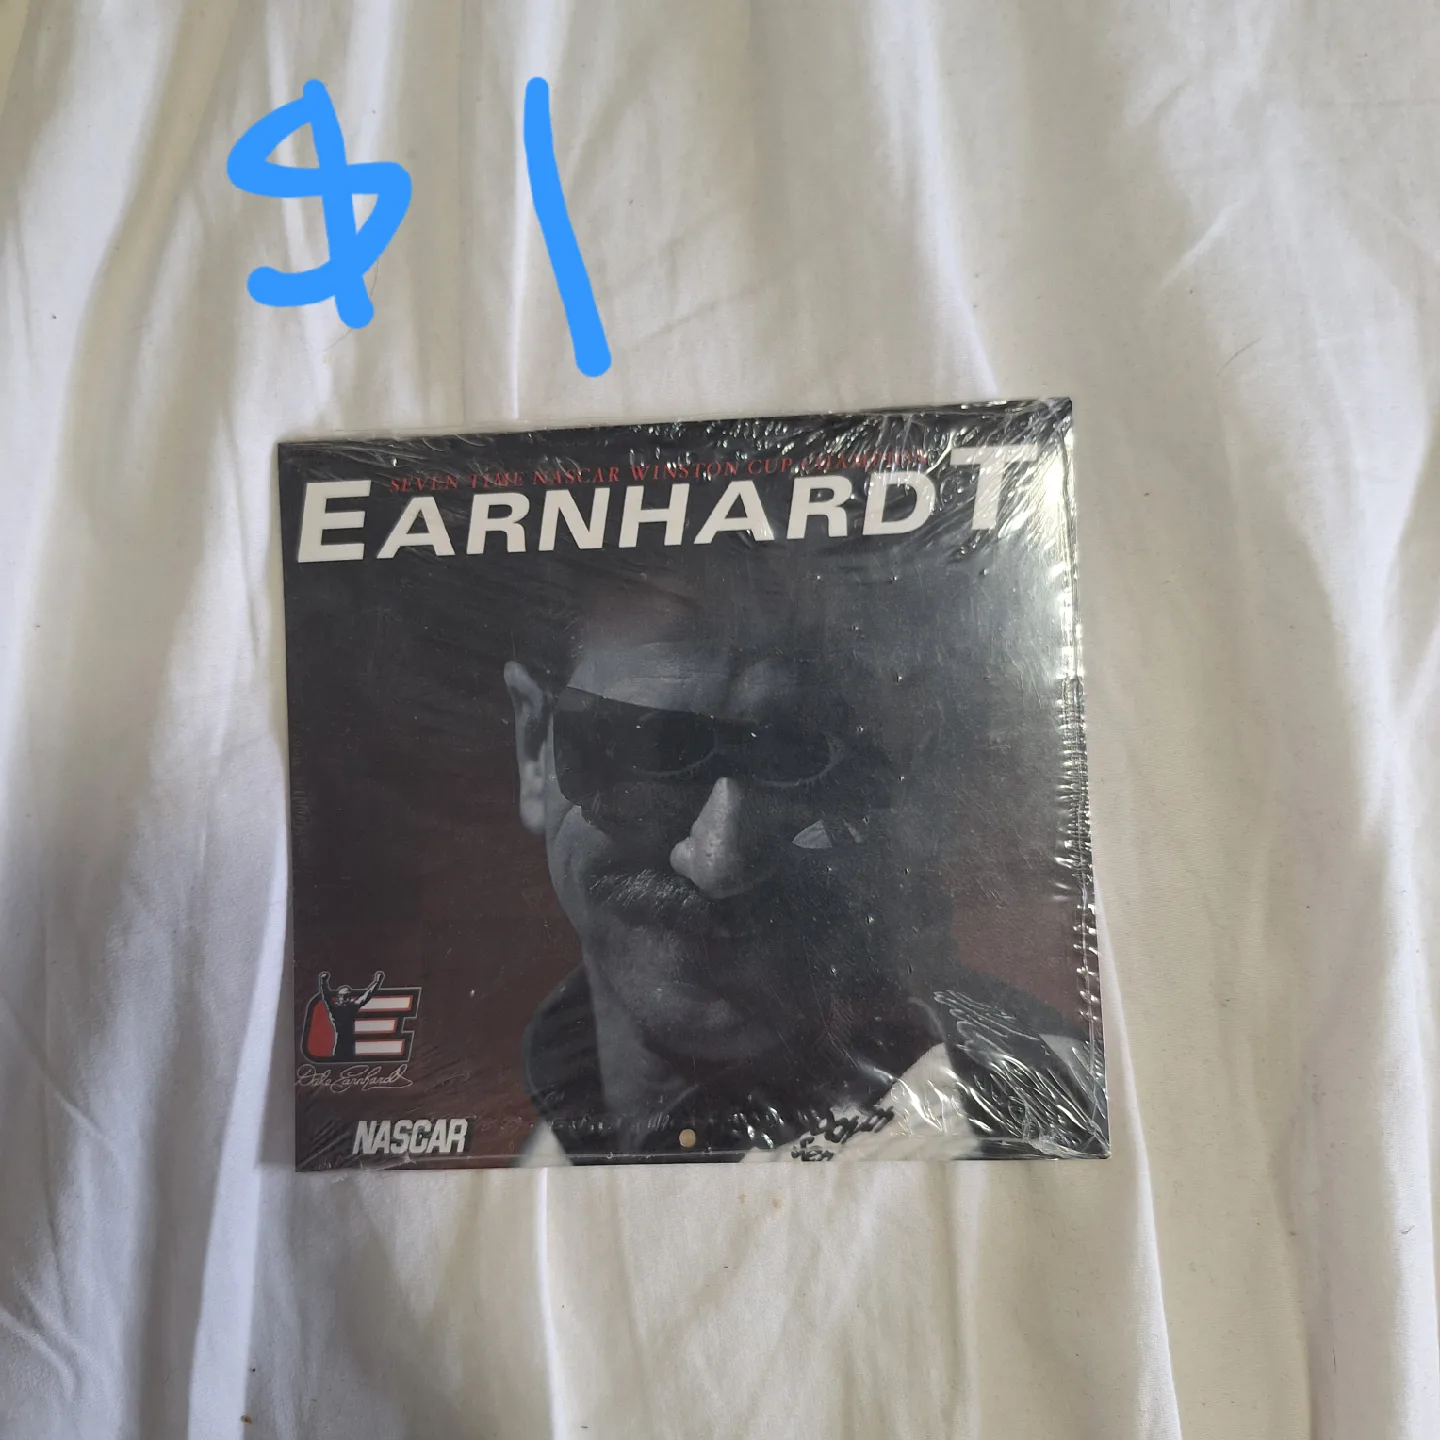 $1
SEVEN TIME NASCAR WINSTON CUP CHAMPION
EARNHARDT
Dale Earnhardt
NASCAR